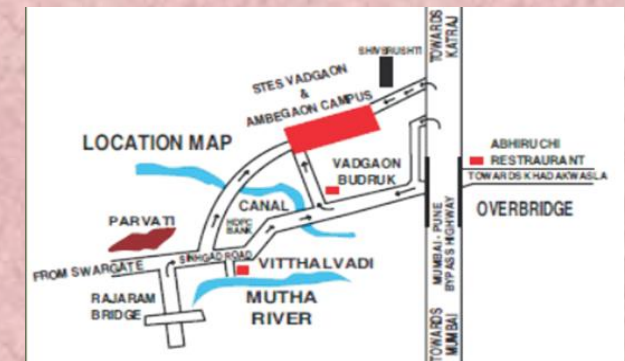 TOWARDS
KATRAJ
SHIVSRUSHTI
STES VADGAON
&
AMBEGAON CAMPUS
LOCATION MAP
ABHIRUCHI
RESTRAURANT
VADGAON
BUDRUK
TOWARDS KHADAKWASLA
CANAL
OVERBRIDGE
PARVATI
HDFC
BANK
MUMBAI - PUNE
BYPASS HIGHWAY
SINHGAD ROAD
FROM SWARGATE
VITTHALVADI
RAJARAM
BRIDGE
MUTHA
RIVER
TOWARDS
MUMBAI